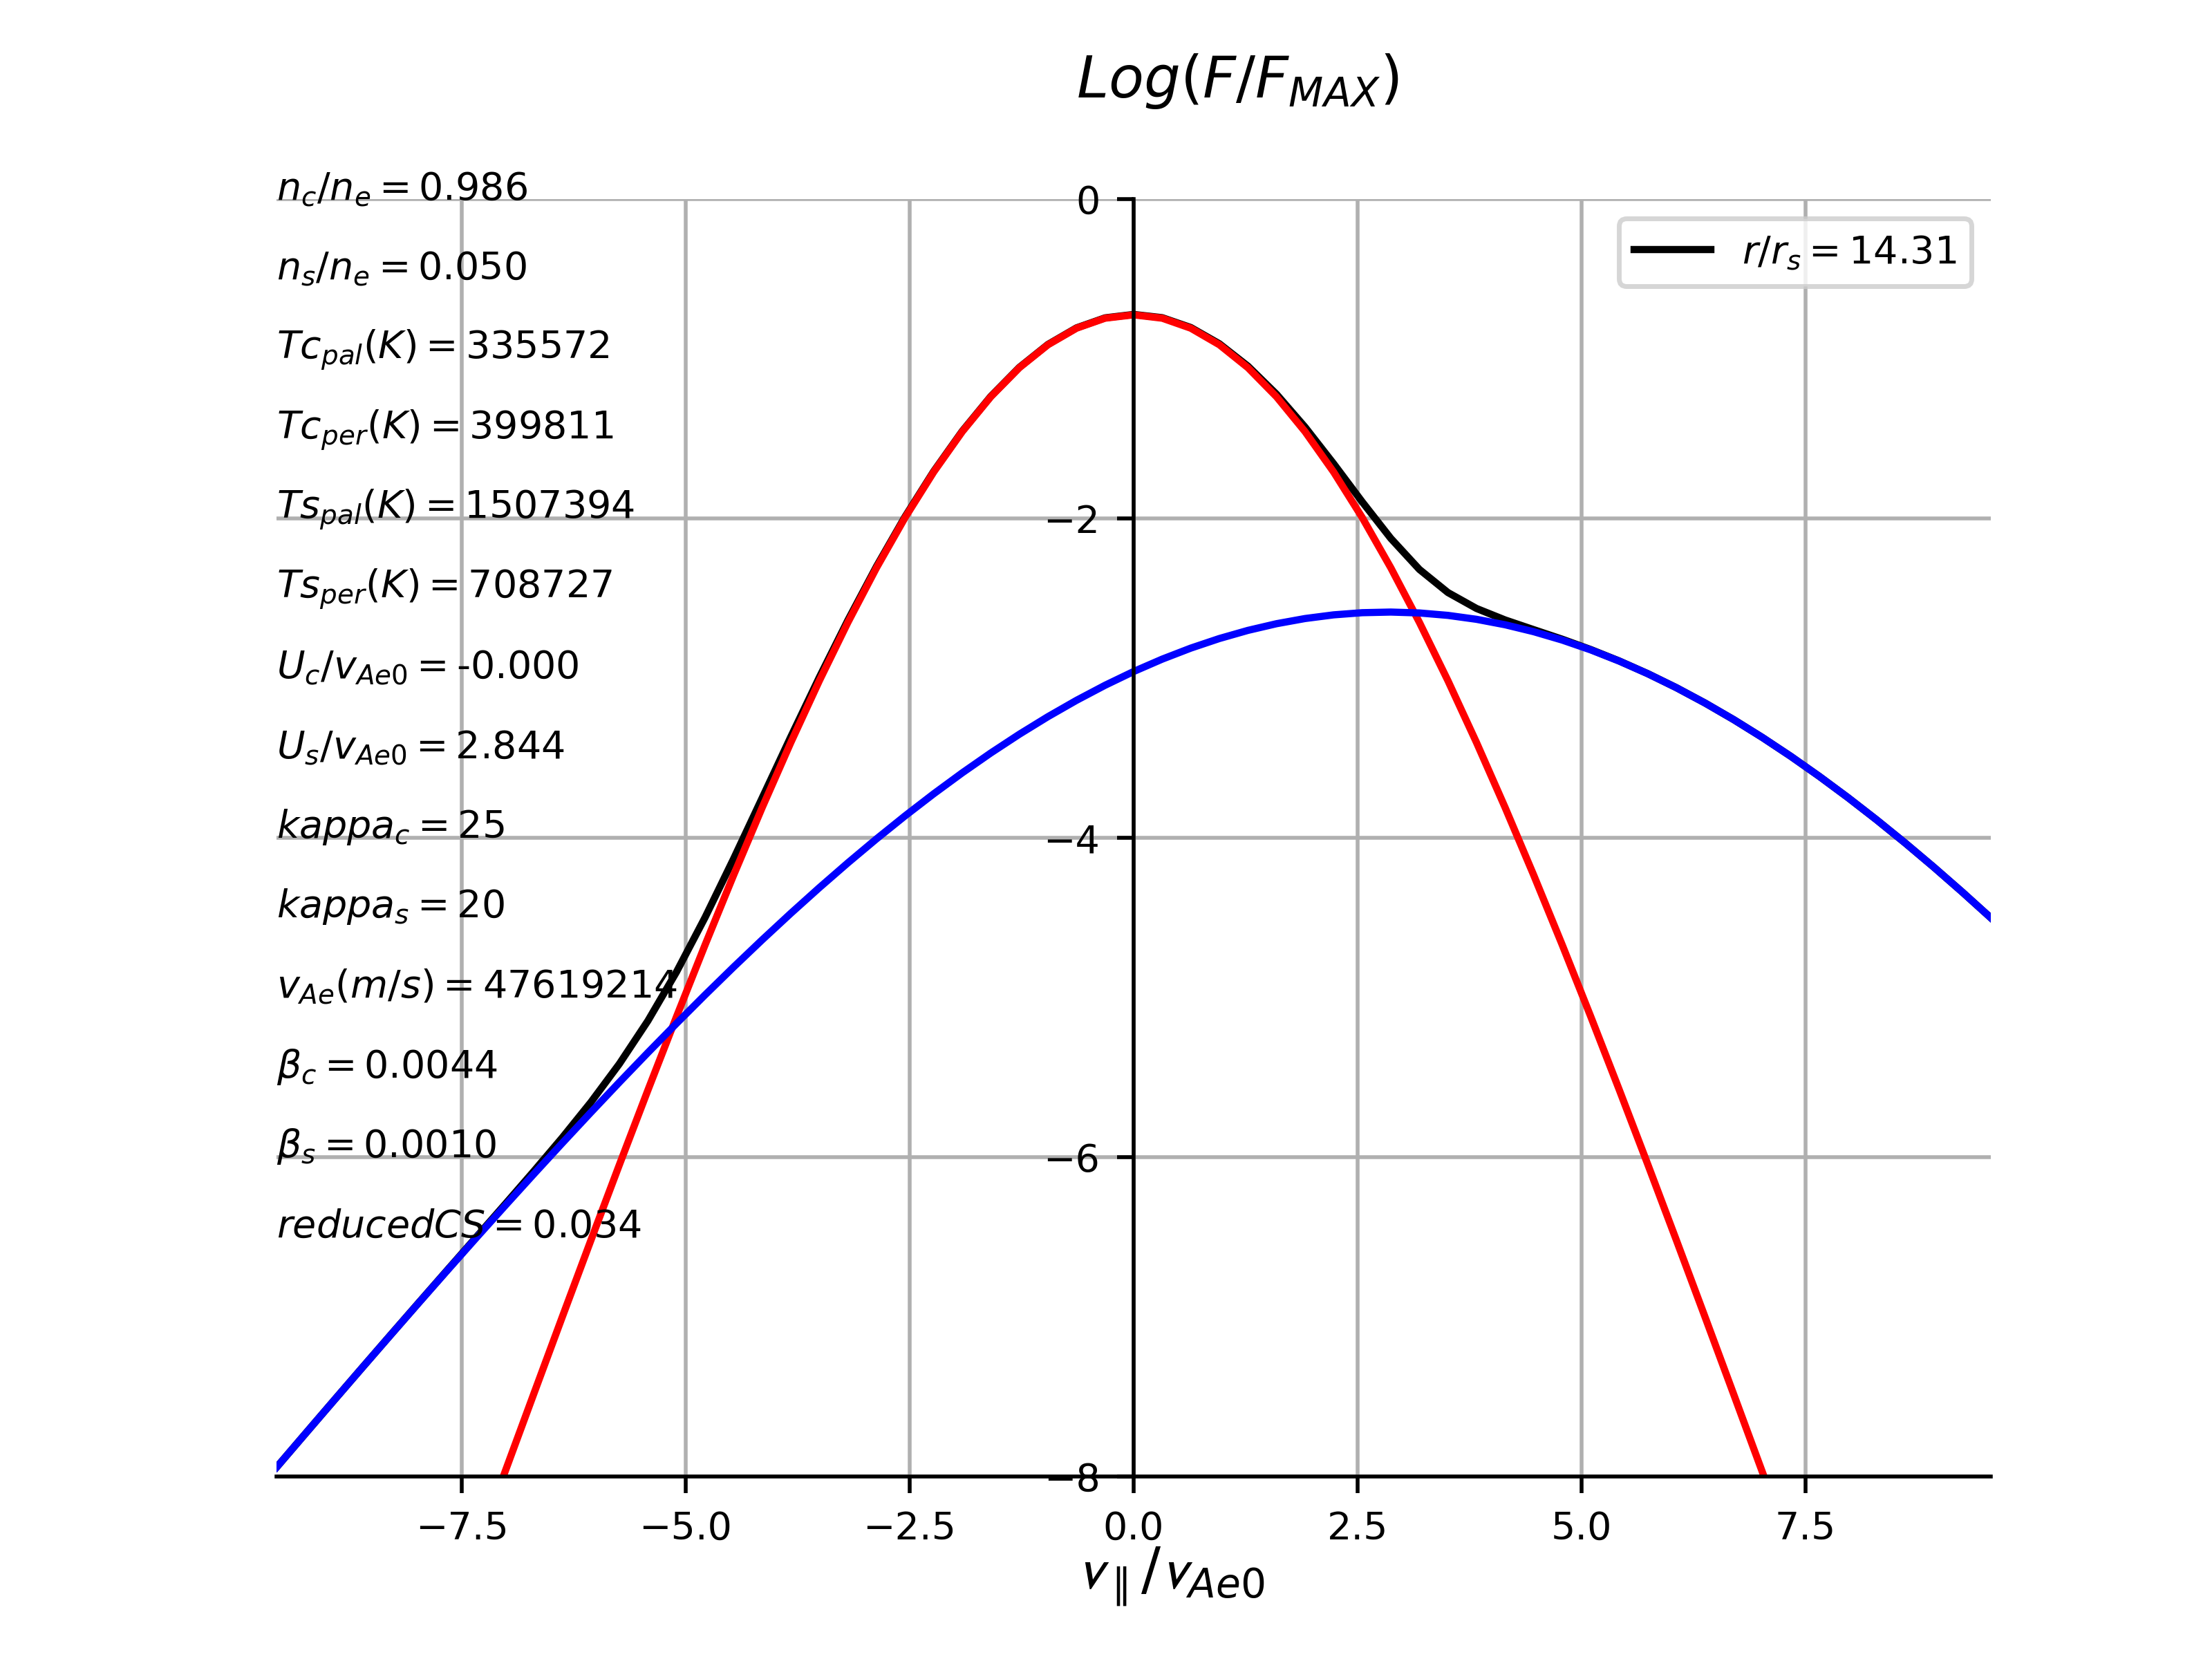 Log(F/F_MAX)
n_c/n_e = 0.986
n_s/n_e = 0.050
Tc_pal(K) = 335572
Tc_per(K) = 399811
Ts_pal(K) = 1507394
Ts_per(K) = 708727
U_c/v_Ae0 = -0.000
U_s/v_Ae0 = 2.844
kappa_c = 25
kappa_s = 20
v_Ae(m/s) = 47619214
β_c = 0.0044
β_s = 0.0010
reducedCS = 0.034
r/r_s = 14.31
0
−2
−4
−6
−8
−7.5 −5.0 −2.5 0.0 2.5 5.0 7.5
v_∥/v_Ae0